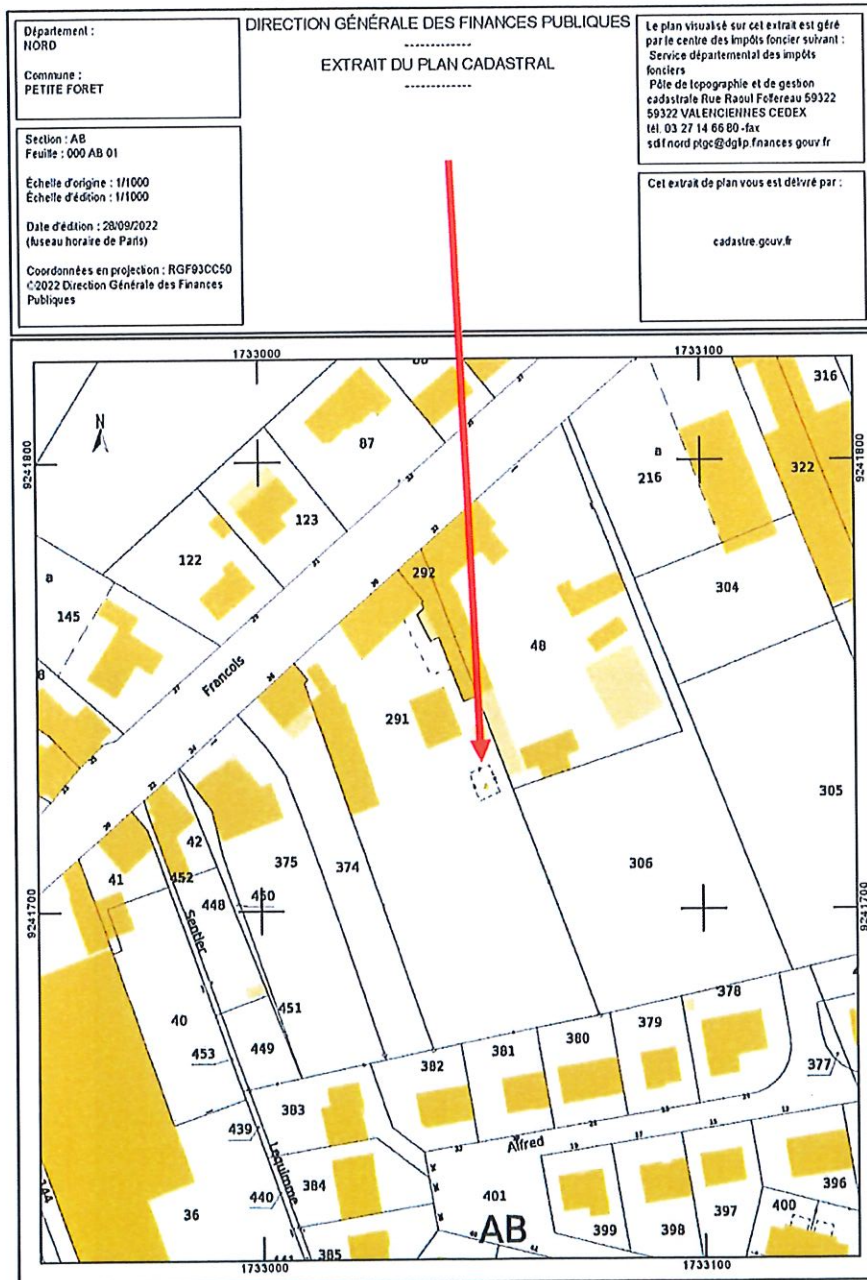 Département :
NORD
Commune :
PETITE FORET
Section : AB
Feuille : 000 AB 01
Échelle d'origine : 1/1000
Échelle d'édition : 1/1000
Date d'édition : 28/09/2022
(fuseau horaire de Paris)
Coordonnées en projection : RGF93CC50
©2022 Direction Générale des Finances
Publiques
DIRECTION GÉNÉRALE DES FINANCES PUBLIQUES
----------
EXTRAIT DU PLAN CADASTRAL
----------
Le plan visualisé sur cet extrait est géré
par le centre des impôts foncier suivant :
Service départemental des impôts
fonciers
Pôle de topographie et de gestion
cadastrale Rue Raoul Follereau 59322
59322 VALENCIENNES CEDEX
tél. 03 27 14 66 80 -fax
sdif.nord.ptgc@dgfip.finances.gouv.fr
Cet extrait de plan vous est délivré par :
cadastre.gouv.fr
1733000
1733100
316
N
87
9241800
a
216
322
9241800
123
122
292
304
a
145
48
Francois
291
305
42
375
374
306
41
452
448
450
9241700
Sentier
9241700
451
378
40
379
380
381
449
382
377
453
383
439
Alfred
Lequimme
384
396
440
401
397
400
36
398
399
AB
144
385
441
1733000
1733100